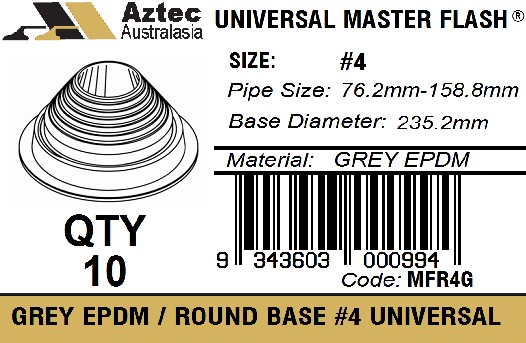 Aztec
Australasia
UNIVERSAL MASTER FLASH®
SIZE: #4
Pipe Size: 76.2mm-158.8mm
Base Diameter: 235.2mm
Material: GREY EPDM
QTY
10
9 343603 000994
Code: MFR4G
GREY EPDM / ROUND BASE #4 UNIVERSAL